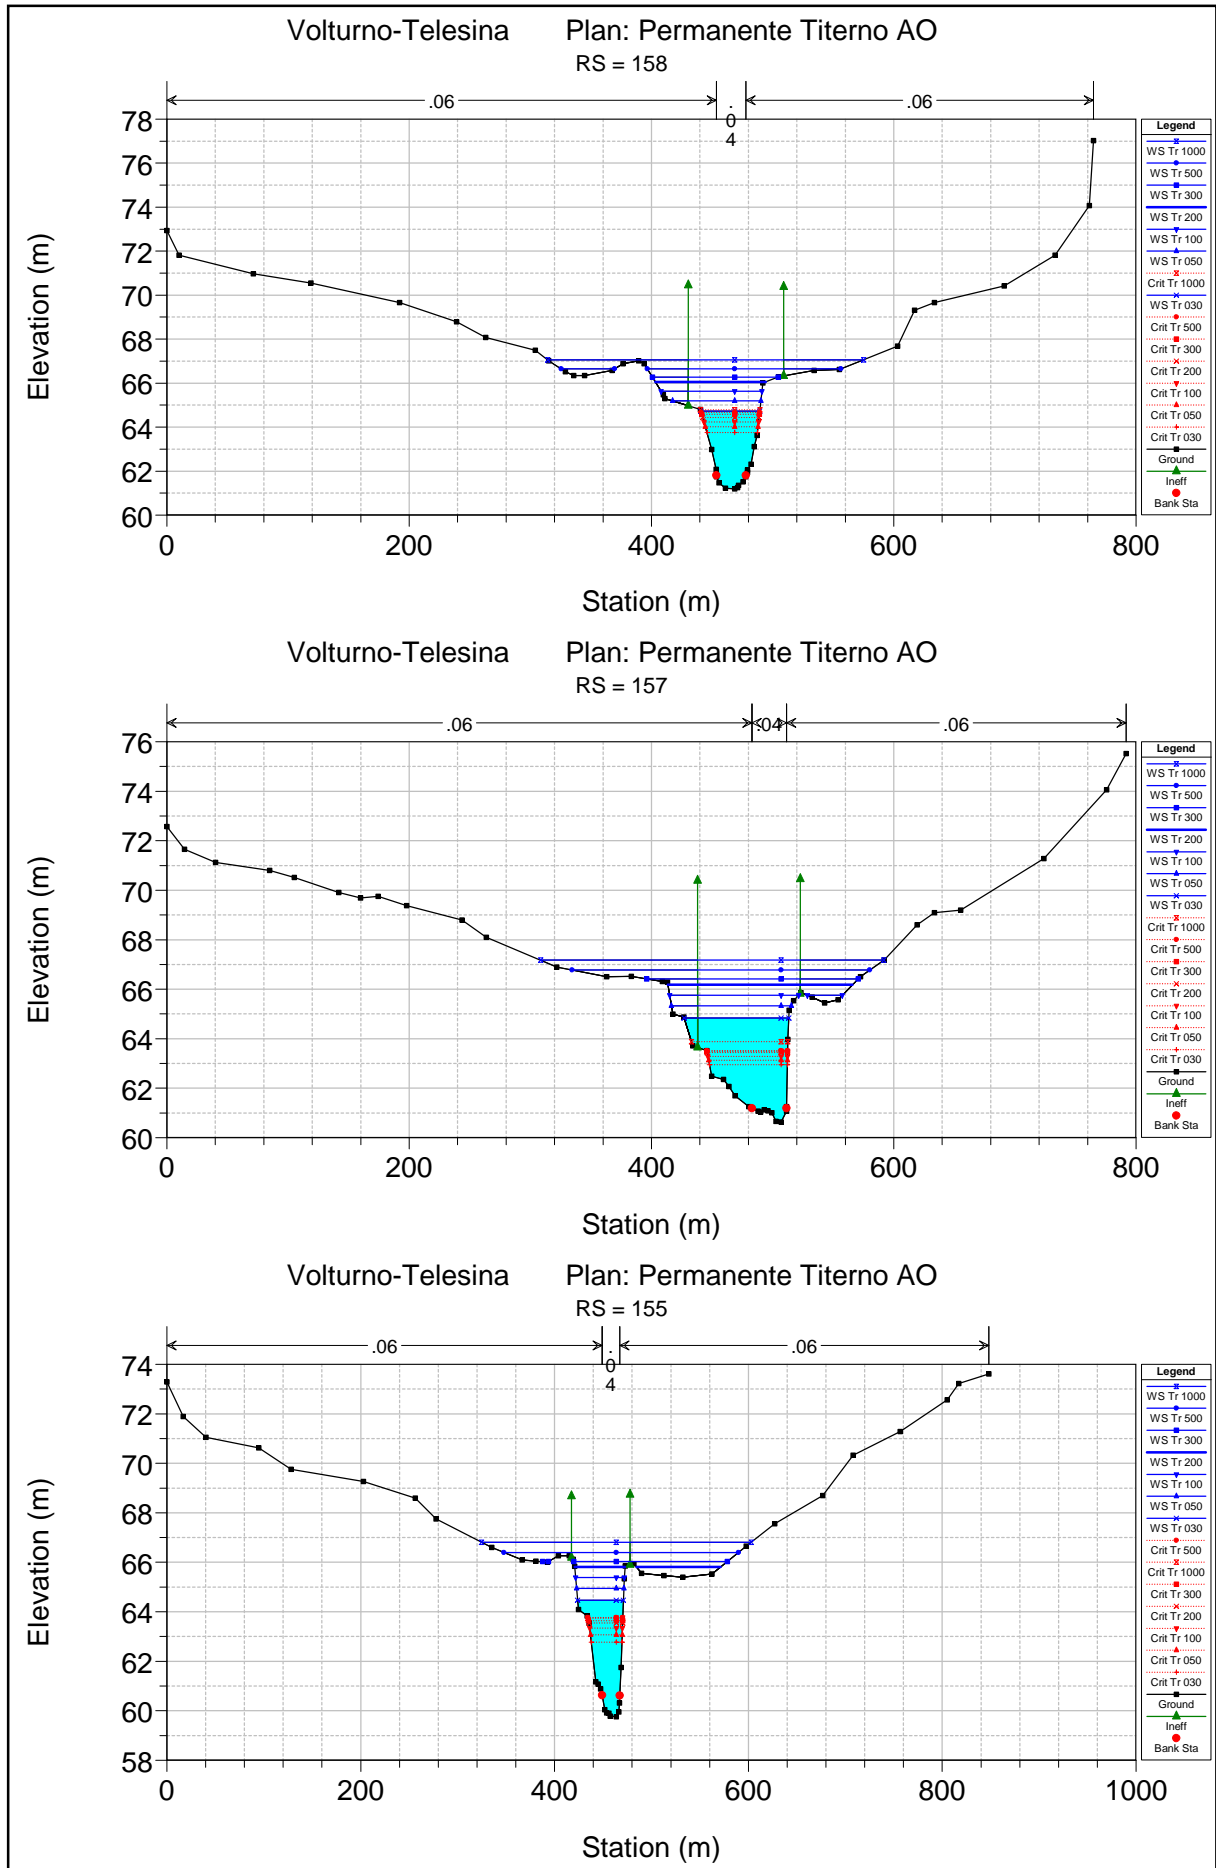 Volturno-Telesina Plan: Permanente Titerno AO
RS = 158
.06
.04
.06
Elevation (m)
78
76
74
72
70
68
66
64
62
60
0
200
400
600
800
Station (m)
Legend
WS Tr 1000
WS Tr 500
WS Tr 300
WS Tr 200
WS Tr 100
WS Tr 050
Crit Tr 1000
WS Tr 030
Crit Tr 500
Crit Tr 300
Crit Tr 200
Crit Tr 100
Crit Tr 050
Crit Tr 030
Ground
Ineff
Bank Sta
Volturno-Telesina Plan: Permanente Titerno AO
RS = 157
.06
.04
.06
Elevation (m)
76
74
72
70
68
66
64
62
60
0
200
400
600
800
Station (m)
Legend
WS Tr 1000
WS Tr 500
WS Tr 300
WS Tr 200
WS Tr 100
WS Tr 050
WS Tr 030
Crit Tr 1000
Crit Tr 500
Crit Tr 300
Crit Tr 200
Crit Tr 100
Crit Tr 050
Crit Tr 030
Ground
Ineff
Bank Sta
Volturno-Telesina Plan: Permanente Titerno AO
RS = 155
.06
.04
.06
Elevation (m)
74
72
70
68
66
64
62
60
58
0
200
400
600
800
1000
Station (m)
Legend
WS Tr 1000
WS Tr 500
WS Tr 300
WS Tr 200
WS Tr 100
WS Tr 050
WS Tr 030
Crit Tr 500
Crit Tr 1000
Crit Tr 300
Crit Tr 200
Crit Tr 100
Crit Tr 050
Crit Tr 030
Ground
Ineff
Bank Sta